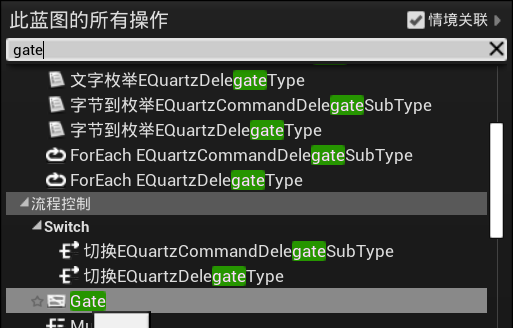 此蓝图的所有操作 情境关联
gate
文字枚举EQuartzDelegateType
字节到枚举EQuartzCommandDelegateSubType
字节到枚举EQuartzDelegateType
ForEach EQuartzCommandDelegateSubType
ForEach EQuartzDelegateType
流程控制
Switch
切换EQuartzCommandDelegateSubType
切换EQuartzDelegateType
Gate